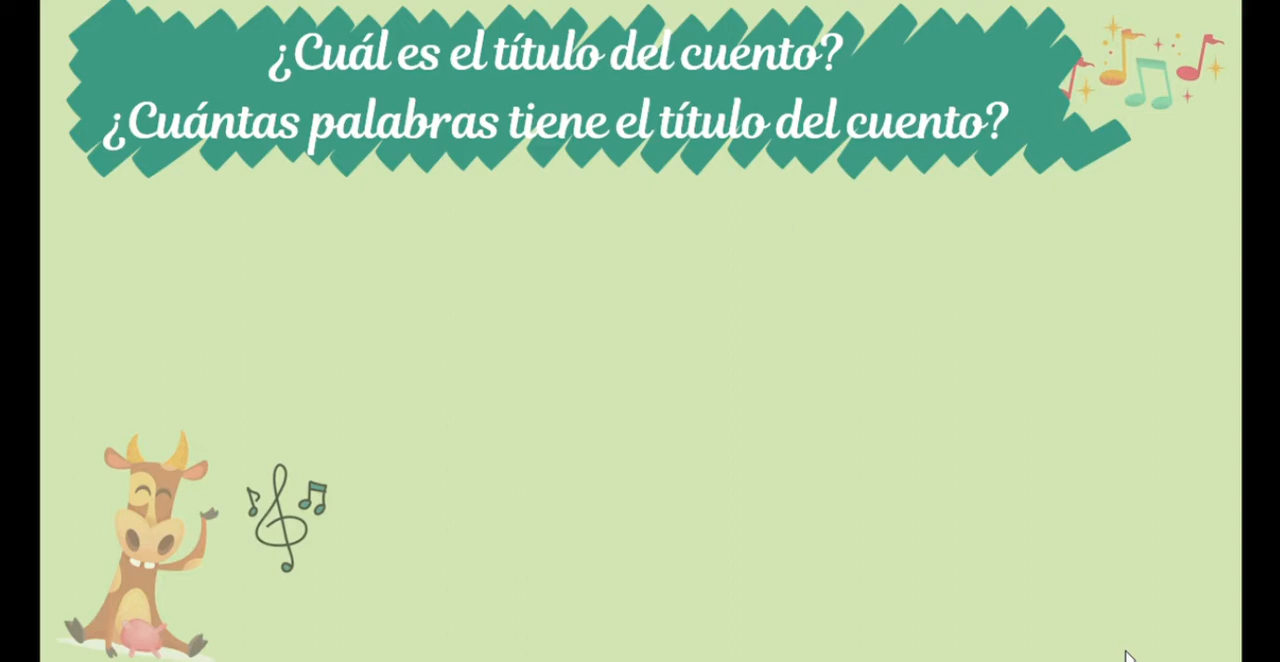 ¿Cuál es el título del cuento?
¿Cuántas palabras tiene el título del cuento?